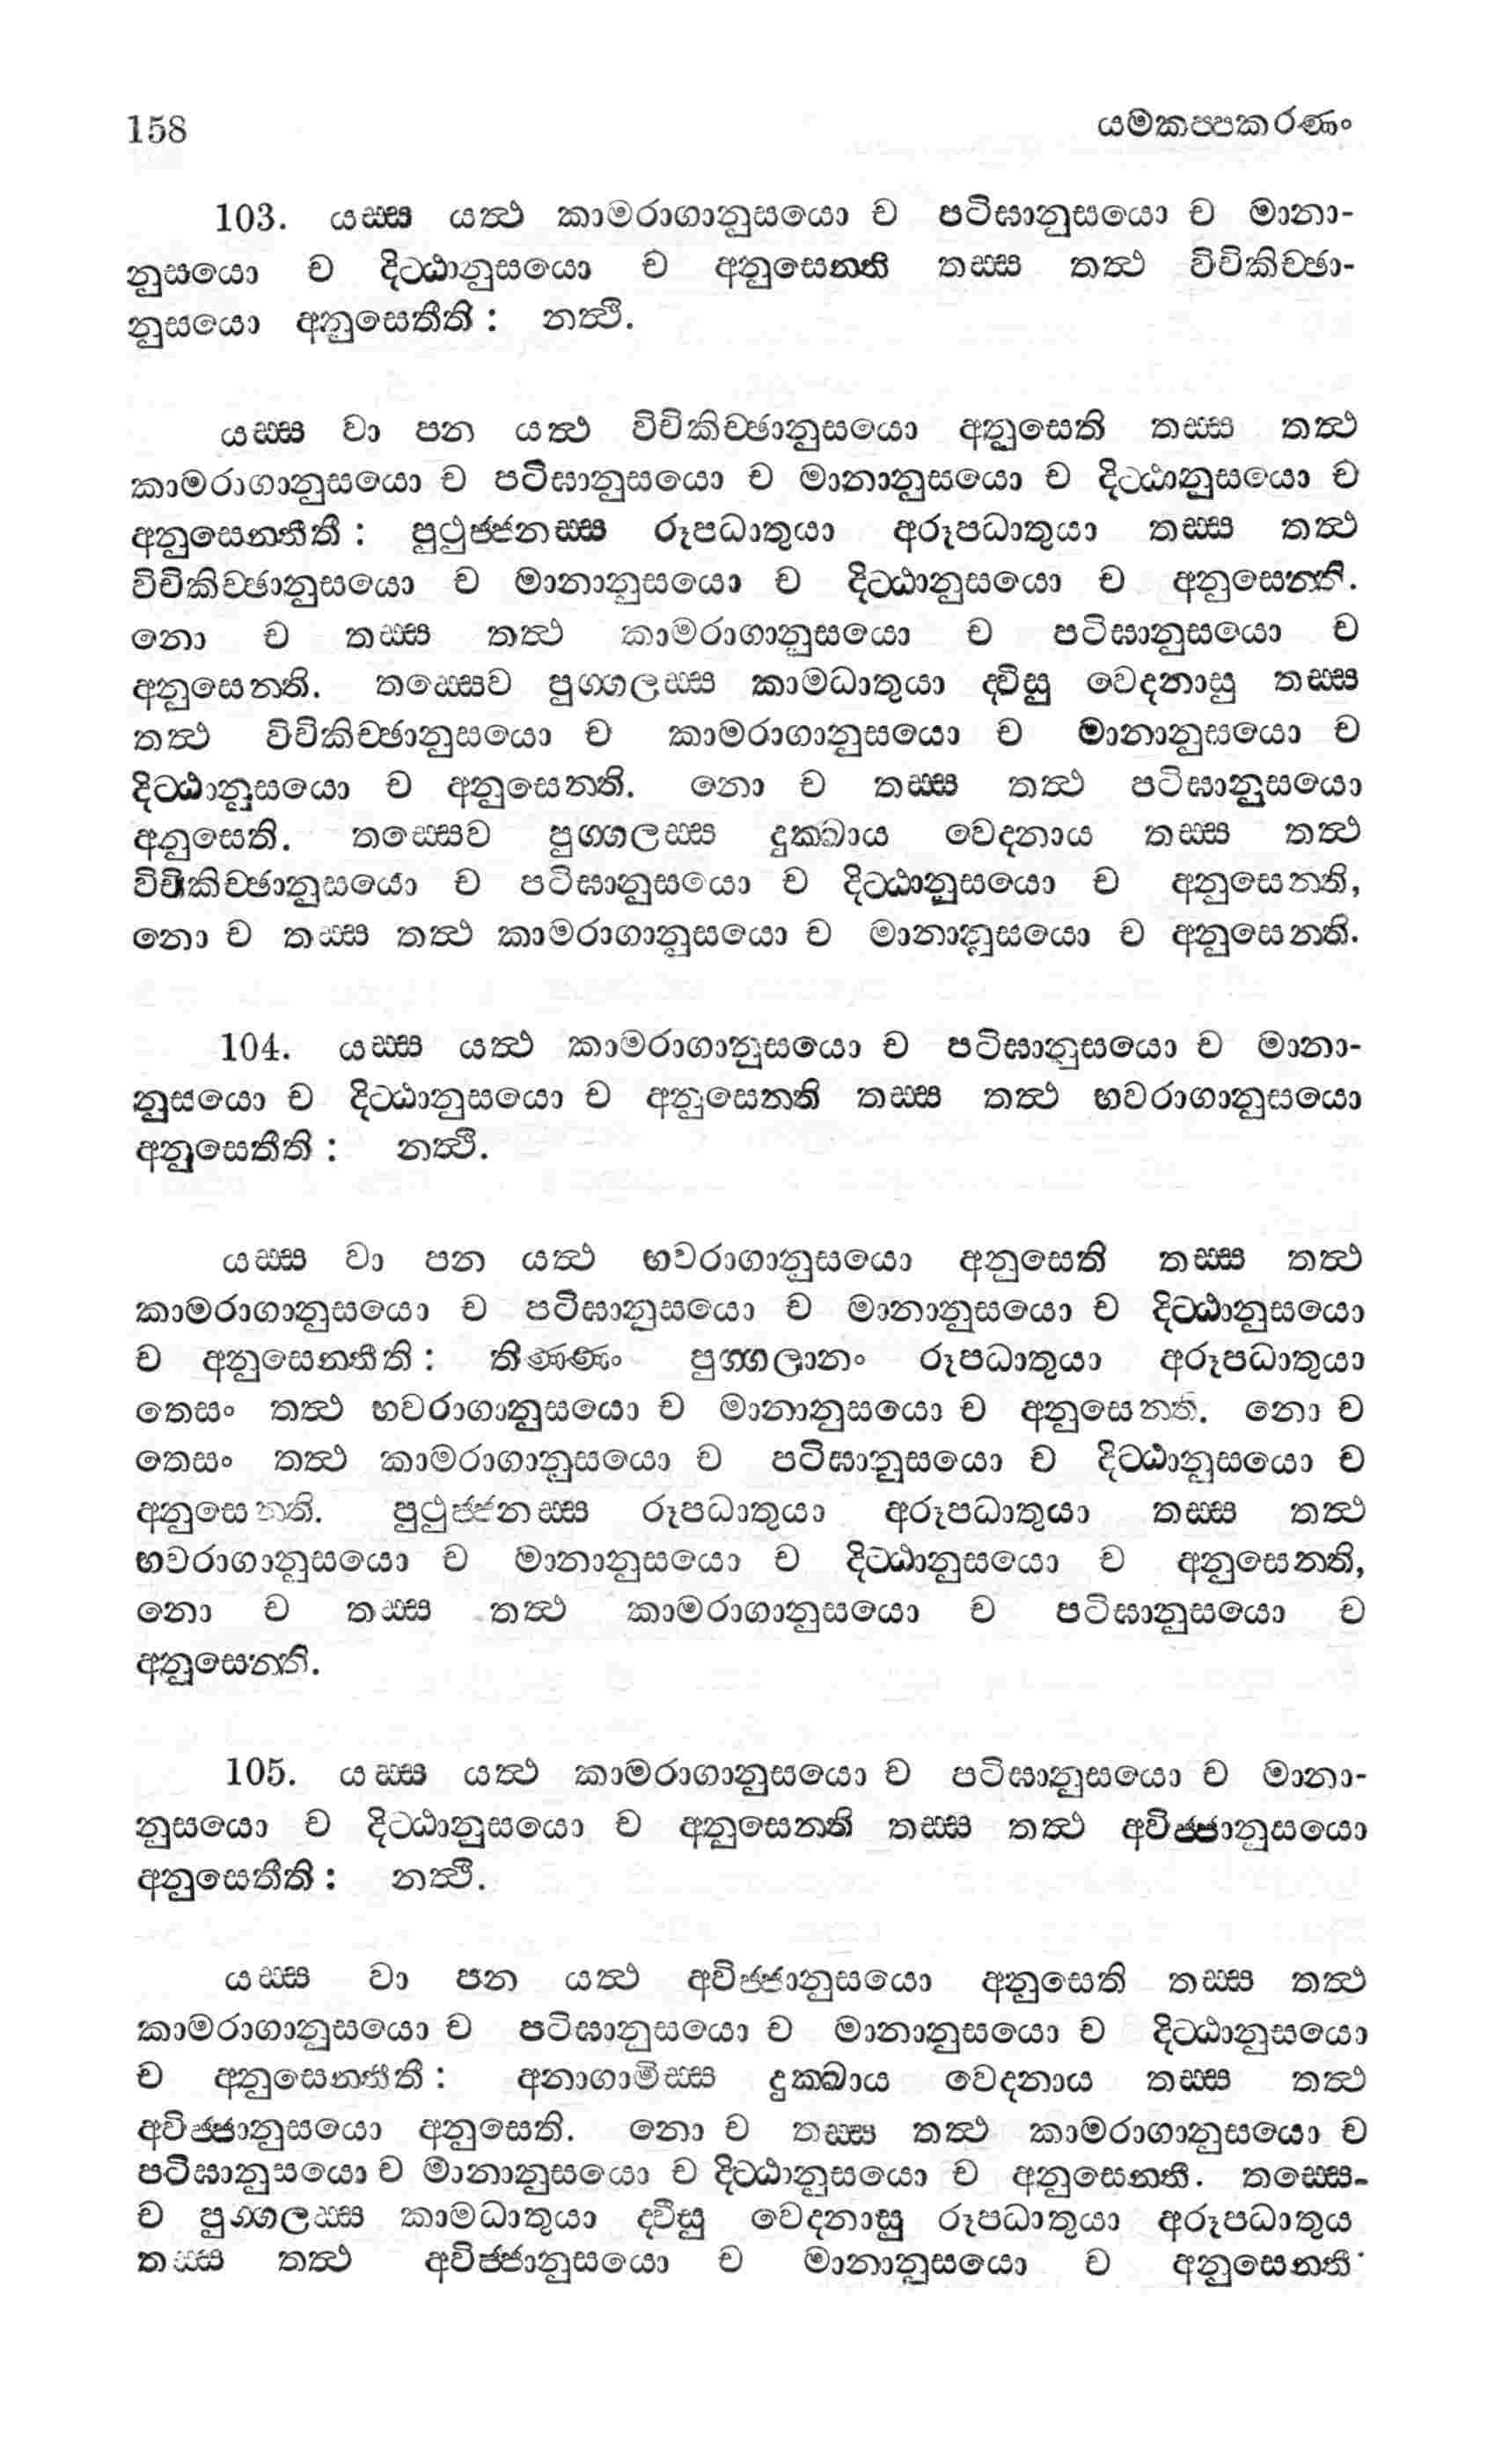 158 යමකප්පකරණං
103. යස්ස යත්ථ කාමරාගානුසයො ච පටිඝානුසයො ච මානා-
නුසයො ච දිට්ඨානුසයො ච අනුසෙන්ති තස්ස තත්ථ විචිකිච්ඡා-
නුසයො අනුසෙතීති : නත්ථි.
යස්ස වා පන යත්ථ විචිකිච්ඡානුසයො අනුසෙති තස්ස තත්ථ
කාමරාගානුසයො ච පටිඝානුසයො ච මානානුසයො ච දිට්ඨානුසයො ච
අනුසෙන්තීති : පුථුජ්ජනස්ස රූපධාතුයා අරූපධාතුයා තස්ස තත්ථ
විචිකිච්ඡානුසයො ච මානානුසයො ච දිට්ඨානුසයො ච අනුසෙන්ති.
නො ච තස්ස තත්ථ කාමරාගානුසයො ච පටිඝානුසයො ච
අනුසෙන්ති. තස්සෙව පුග්ගලස්ස කාමධාතුයා ද්විසු වෙදනාසු තස්ස
තත්ථ විචිකිච්ඡානුසයො ච කාමරාගානුසයො ච මානානුසයො ච
දිට්ඨානුසයො ච අනුසෙන්ති. නො ච තස්ස තත්ථ පටිඝානුසයො
අනුසෙති. තස්සෙව පුග්ගලස්ස දුක්ඛාය වෙදනාය තස්ස තත්ථ
විචිකිච්ඡානුසයො ච පටිඝානුසයො ච දිට්ඨානුසයො ච අනුසෙන්ති,
නො ච තස්ස තත්ථ කාමරාගානුසයො ච මානානුසයො ච අනුසෙන්ති.
104. යස්ස යත්ථ කාමරාගානුසයො ච පටිඝානුසයො ච මානා-
නුසයො ච දිට්ඨානුසයො ච අනුසෙන්ති තස්ස තත්ථ භවරාගානුසයො
අනුසෙතීති : නත්ථි.
යස්ස වා පන යත්ථ භවරාගානුසයො අනුසෙති තස්ස තත්ථ
කාමරාගානුසයො ච පටිඝානුසයො ච මානානුසයො ච දිට්ඨානුසයො
ච අනුසෙන්තීති : තිණ්ණං පුග්ගලානං රූපධාතුයා අරූපධාතුයා
තෙසං තත්ථ භවරාගානුසයො ච මානානුසයො ච අනුසෙන්ති. නො ච
තෙසං තත්ථ කාමරාගානුසයො ච පටිඝානුසයො ච දිට්ඨානුසයො ච
අනුසෙන්ති. පුථුජ්ජනස්ස රූපධාතුයා අරූපධාතුයා තස්ස තත්ථ
භවරාගානුසයො ච මානානුසයො ච දිට්ඨානුසයො ච අනුසෙන්ති,
නො ච තස්ස තත්ථ කාමරාගානුසයො ච පටිඝානුසයො ච
අනුසෙන්ති.
105. යස්ස යත්ථ කාමරාගානුසයො ච පටිඝානුසයො ච මානා-
නුසයො ච දිට්ඨානුසයො ච අනුසෙන්ති තස්ස තත්ථ අවිජ්ජානුසයො
අනුසෙතීති : නත්ථි.
යස්ස වා පන යත්ථ අවිජ්ජානුසයො අනුසෙති තස්ස තත්ථ
කාමරාගානුසයො ච පටිඝානුසයො ච මානානුසයො ච දිට්ඨානුසයො
ච අනුසෙන්තීති : අනාගාමිස්ස දුක්ඛාය වෙදනාය තස්ස තත්ථ
අවිජ්ජානුසයො අනුසෙති. නො ච තස්ස තත්ථ කාමරාගානුසයො ච
පටිඝානුසයො ච මානානුසයො ච දිට්ඨානුසයො ච අනුසෙන්ති. තස්සෙ-
ව පුග්ගලස්ස කාමධාතුයා ද්වීසු වෙදනාසු රූපධාතුයා අරූපධාතුය
තස්ස තත්ථ අවිජ්ජානුසයො ච මානානුසයො ච අනුසෙන්ති